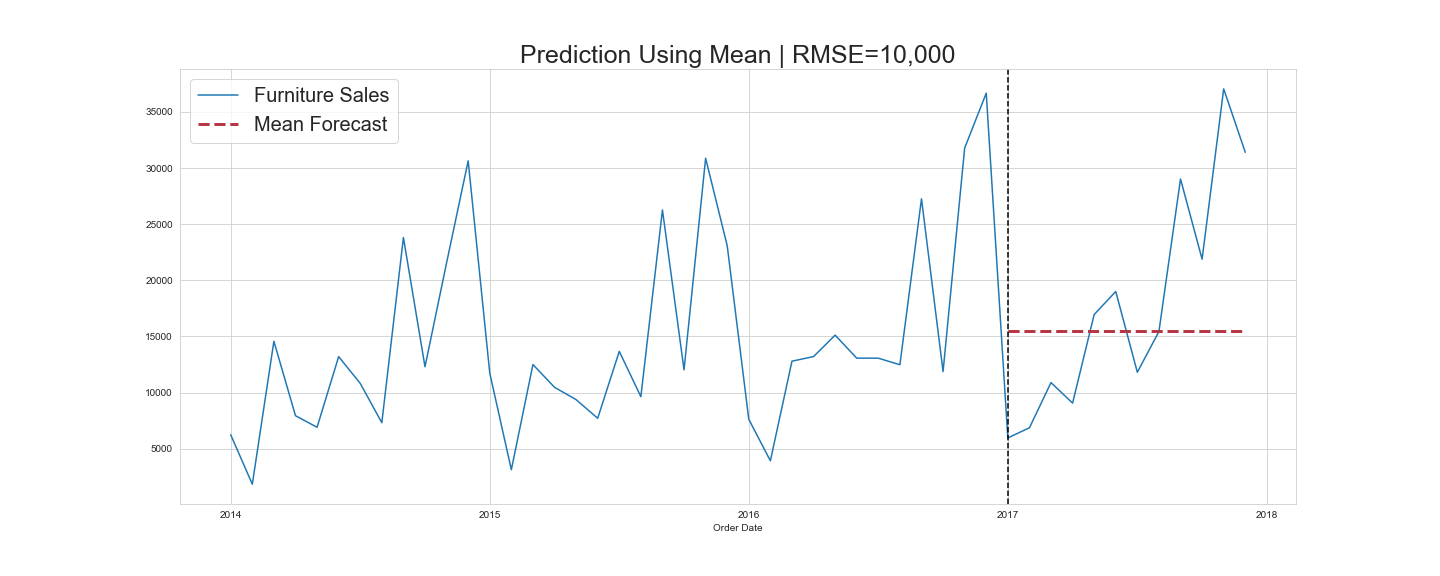 Prediction Using Mean | RMSE=10,000
Furniture Sales
Mean Forecast
35000
30000
25000
20000
15000
10000
5000
2014 2015 2016 2017 2018
Order Date